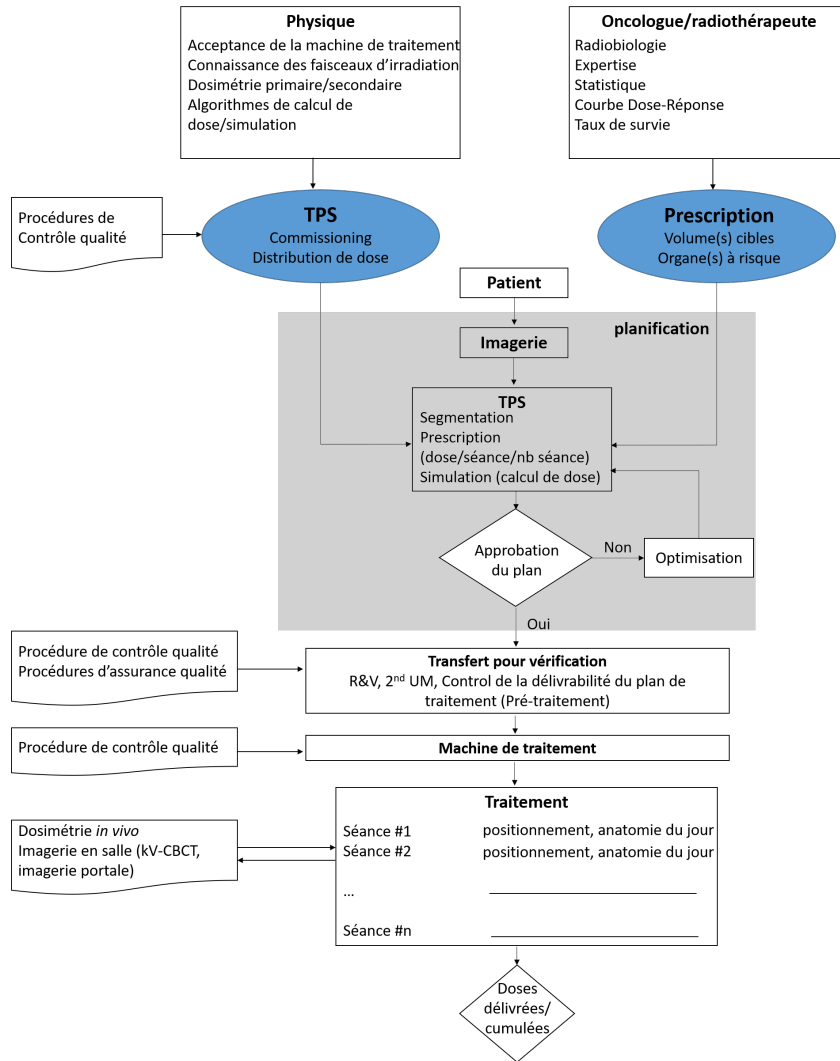 Physique
Acceptance de la machine de traitement
Connaissance des faisceaux d'irradiation
Dosimétrie primaire/secondaire
Algorithmes de calcul de
dose/simulation
Oncologue/radiothérapeute
Radiobiologie
Expertise
Statistique
Courbe Dose-Réponse
Taux de survie
Procédures de
Contrôle qualité
TPS
Commissioning
Distribution de dose
Prescription
Volume(s) cibles
Organe(s) à risque
Patient
planification
Imagerie
TPS
Segmentation
Prescription
(dose/séance/nb séance)
Simulation (calcul de dose)
Approbation
du plan
Non
Optimisation
Oui
Procédure de contrôle qualité
Procédures d'assurance qualité
Transfert pour vérification
R&V, 2nd UM, Control de la délivrabilité du plan de
traitement (Pré-traitement)
Procédure de contrôle qualité
Machine de traitement
Traitement
Séance #1 positionnement, anatomie du jour
Séance #2 positionnement, anatomie du jour
...
Séance #n
Dosimétrie in vivo
Imagerie en salle (kV-CBCT,
imagerie portale)
Doses
délivrées/
cumulées